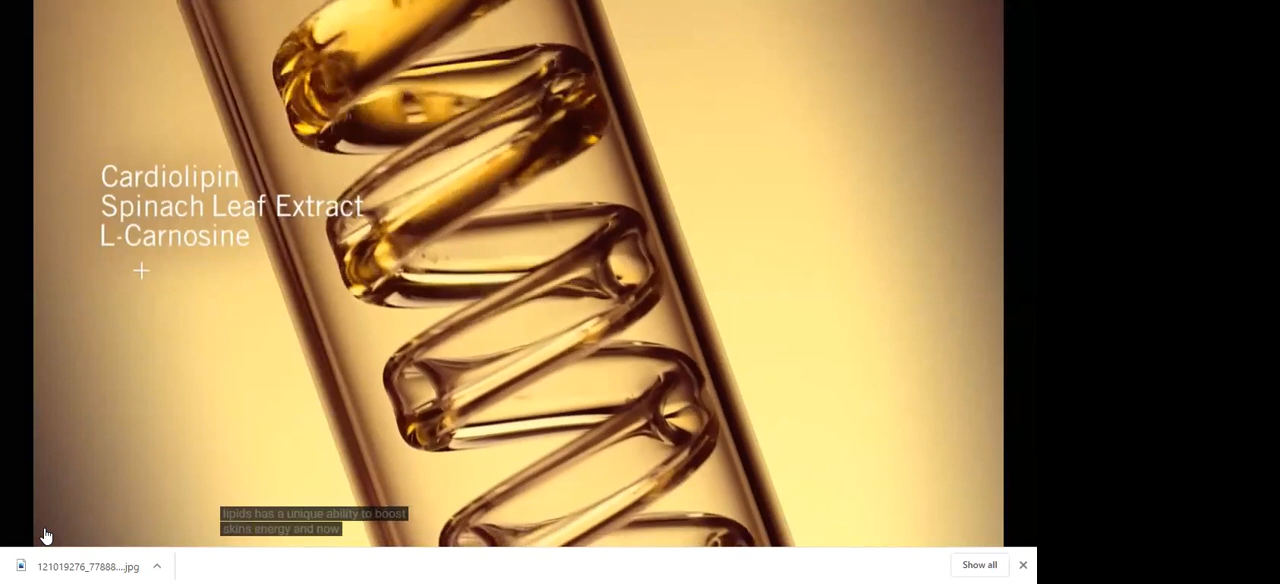 Cardiolipin
Spinach Leaf Extract
L-Carnosine
lipids has a unique ability to boost
skins energy and now
121019276_77888....jpg
Show all